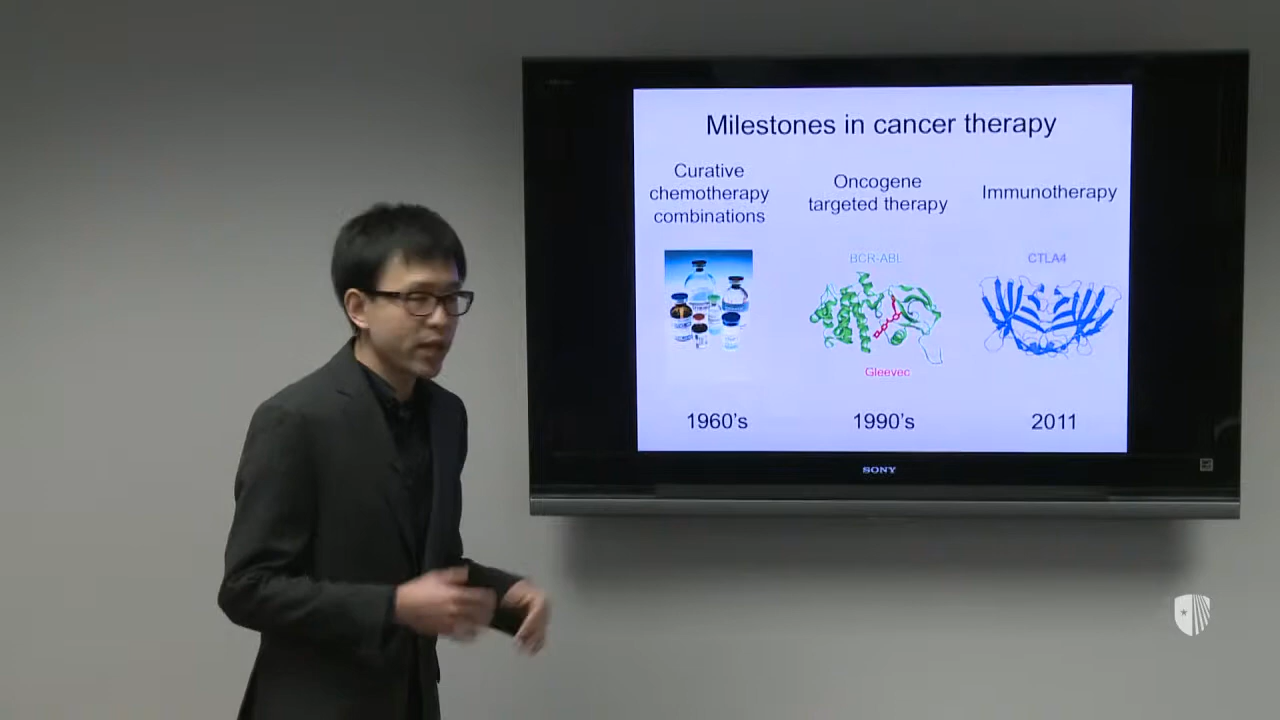 Milestones in cancer therapy
Curative
chemotherapy
combinations
Oncogene
targeted therapy
Immunotherapy
BCR-ABL
CTLA4
Gleevec
1960's
1990's
2011
SONY